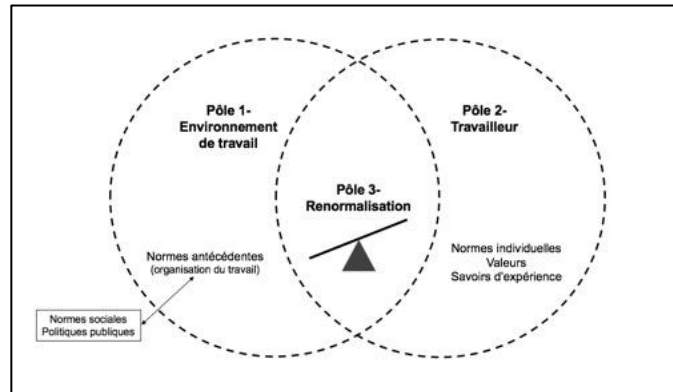 Pôle 1-
Environnement
de travail
Pôle 2-
Travailleur
Pôle 3-
Renormalisation
Normes antécédentes
(organisation du travail)
Normes individuelles
Valeurs
Savoirs d'expérience
Normes sociales
Politiques publiques